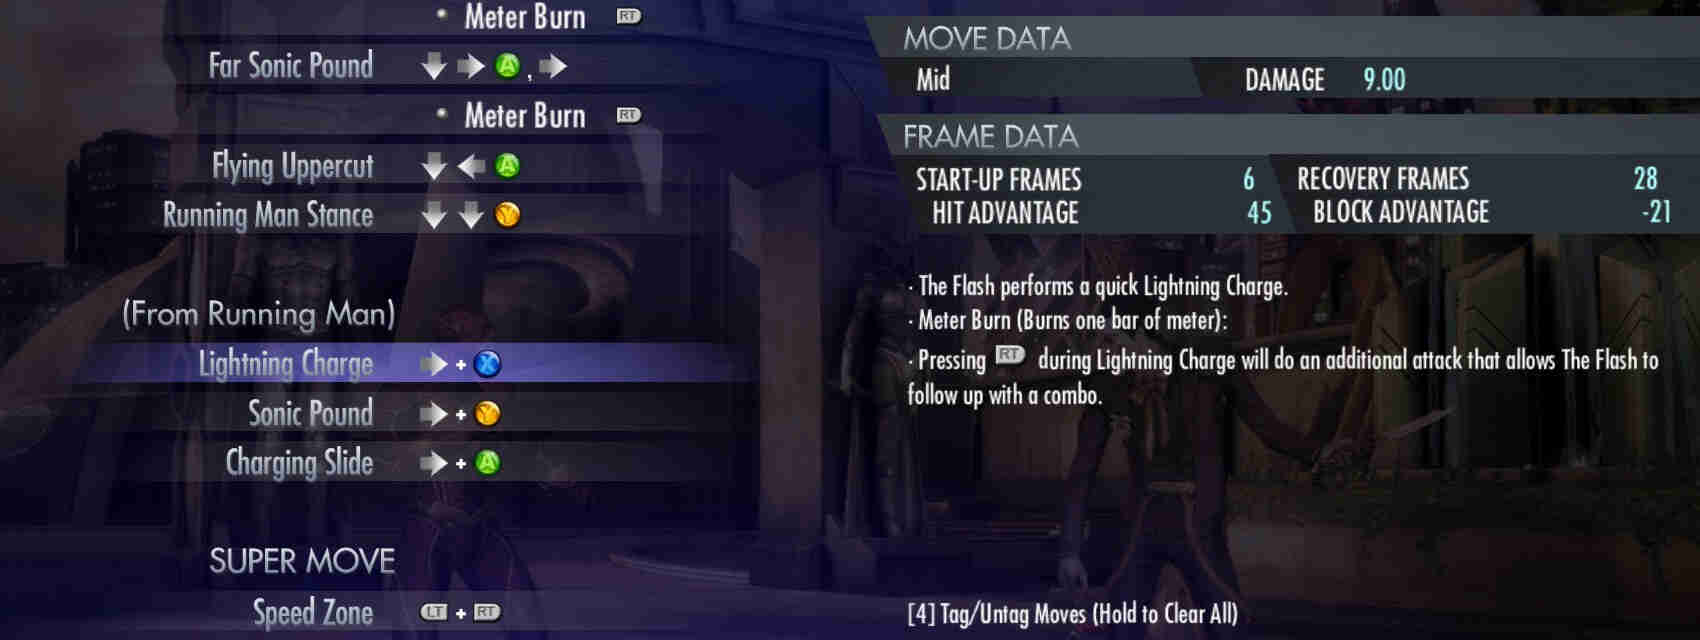 Meter Burn RT
Far Sonic Pound A ,
Meter Burn RT
Flying Uppercut A
Running Man Stance Y
(From Running Man)
Lightning Charge + X
Sonic Pound + Y
Charging Slide + A
SUPER MOVE
Speed Zone LT + RT
MOVE DATA
Mid DAMAGE 9.00
FRAME DATA
START-UP FRAMES 6 RECOVERY FRAMES 28
HIT ADVANTAGE 45 BLOCK ADVANTAGE -21
· The Flash performs a quick Lightning Charge.
· Meter Burn (Burns one bar of meter):
· Pressing RT during Lightning Charge will do an additional attack that allows The Flash to
follow up with a combo.
[4] Tag/Untag Moves (Hold to Clear All)